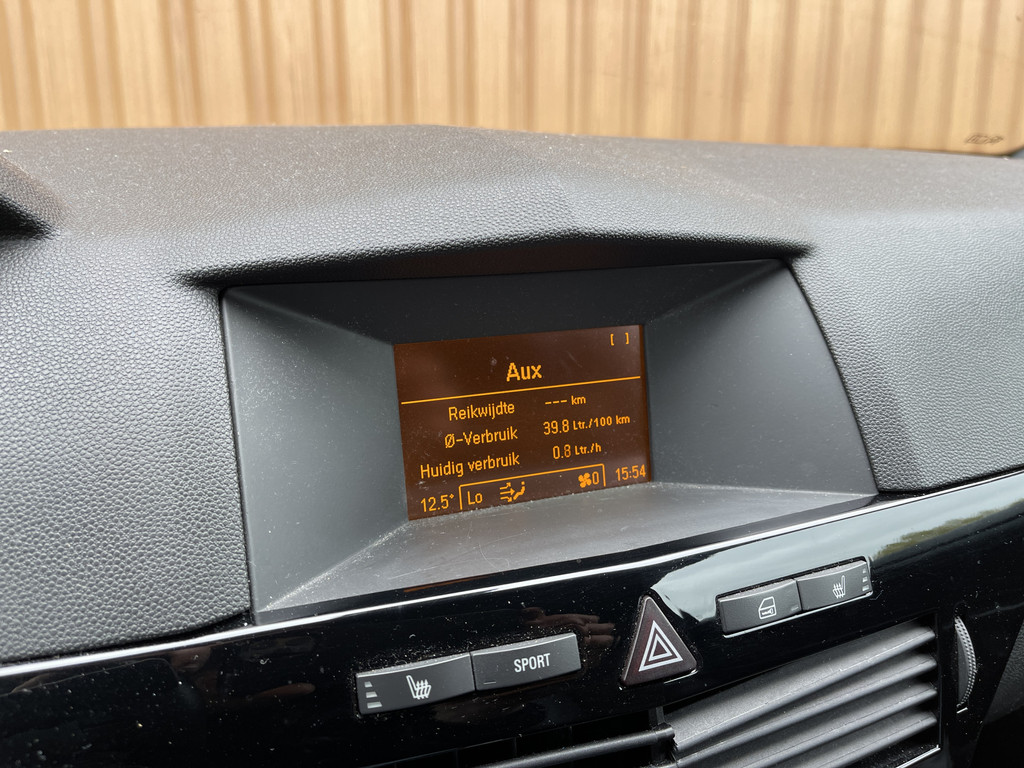 [ ]
Aux
Reikwijdte --- km
Ø-Verbruik 39.8 Ltr./100 km
Huidig verbruik 0.8 Ltr./h
12.5° Lo 0 15:54
SPORT